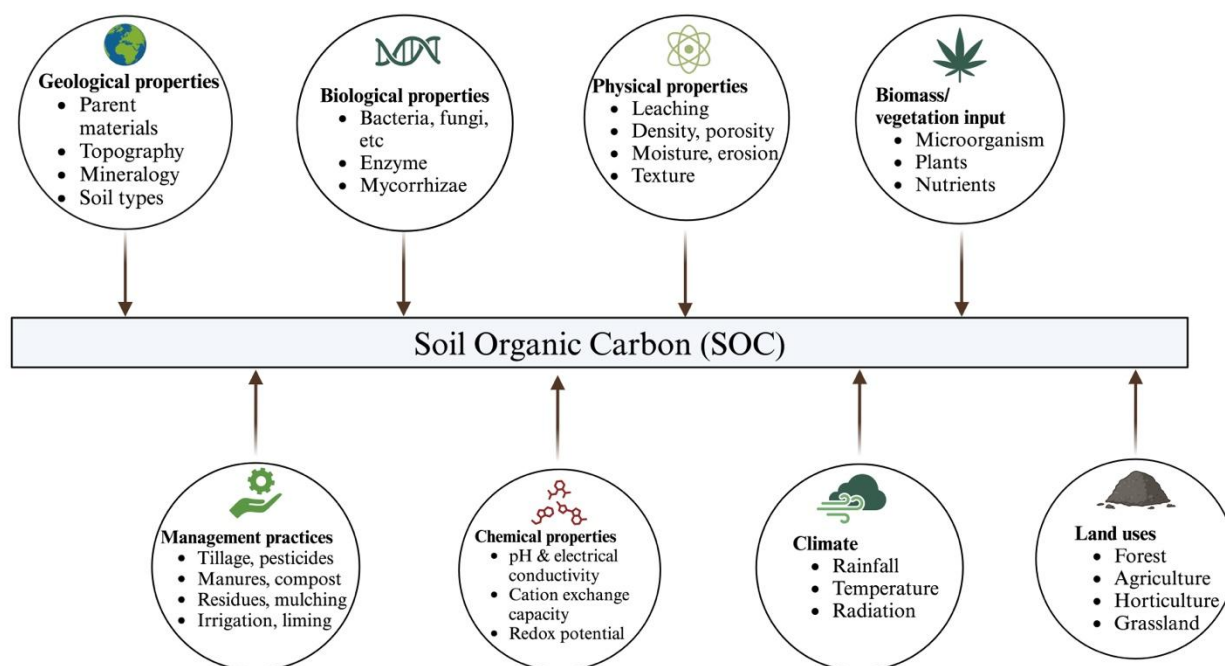 Geological properties
• Parent
materials
• Topography
• Mineralogy
• Soil types
Biological properties
• Bacteria, fungi,
etc
• Enzyme
• Mycorrhizae
Physical properties
• Leaching
• Density, porosity
• Moisture, erosion
• Texture
Biomass/
vegetation input
• Microorganism
• Plants
• Nutrients
Soil Organic Carbon (SOC)
Management practices
• Tillage, pesticides
• Manures, compost
• Residues, mulching
• Irrigation, liming
Chemical properties
• pH & electrical
conductivity
• Cation exchange
capacity
• Redox potential
Climate
• Rainfall
• Temperature
• Radiation
Land uses
• Forest
• Agriculture
• Horticulture
• Grassland